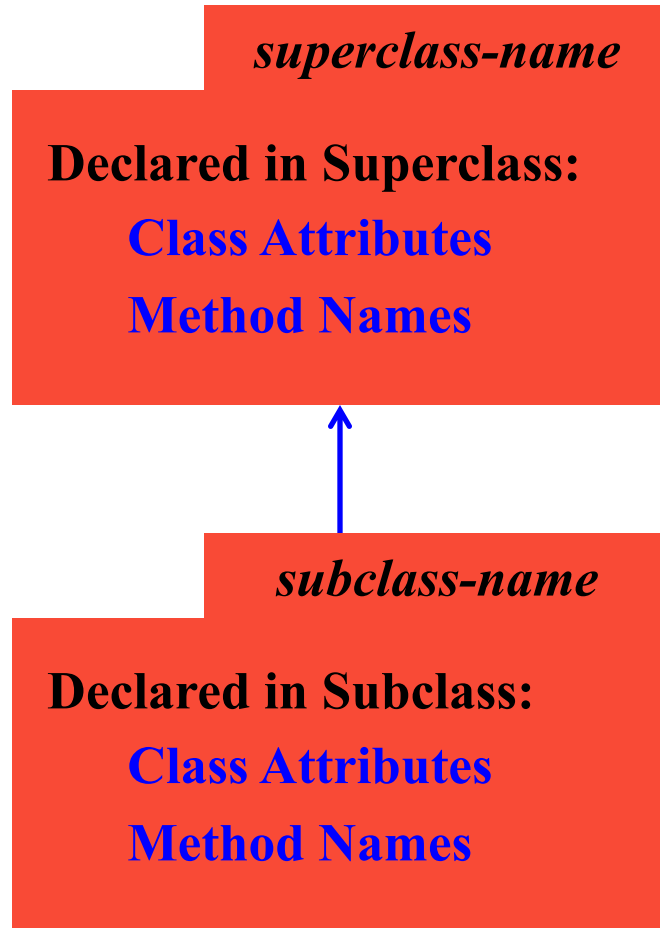 superclass-name
Declared in Superclass:
Class Attributes
Method Names
subclass-name
Declared in Subclass:
Class Attributes
Method Names